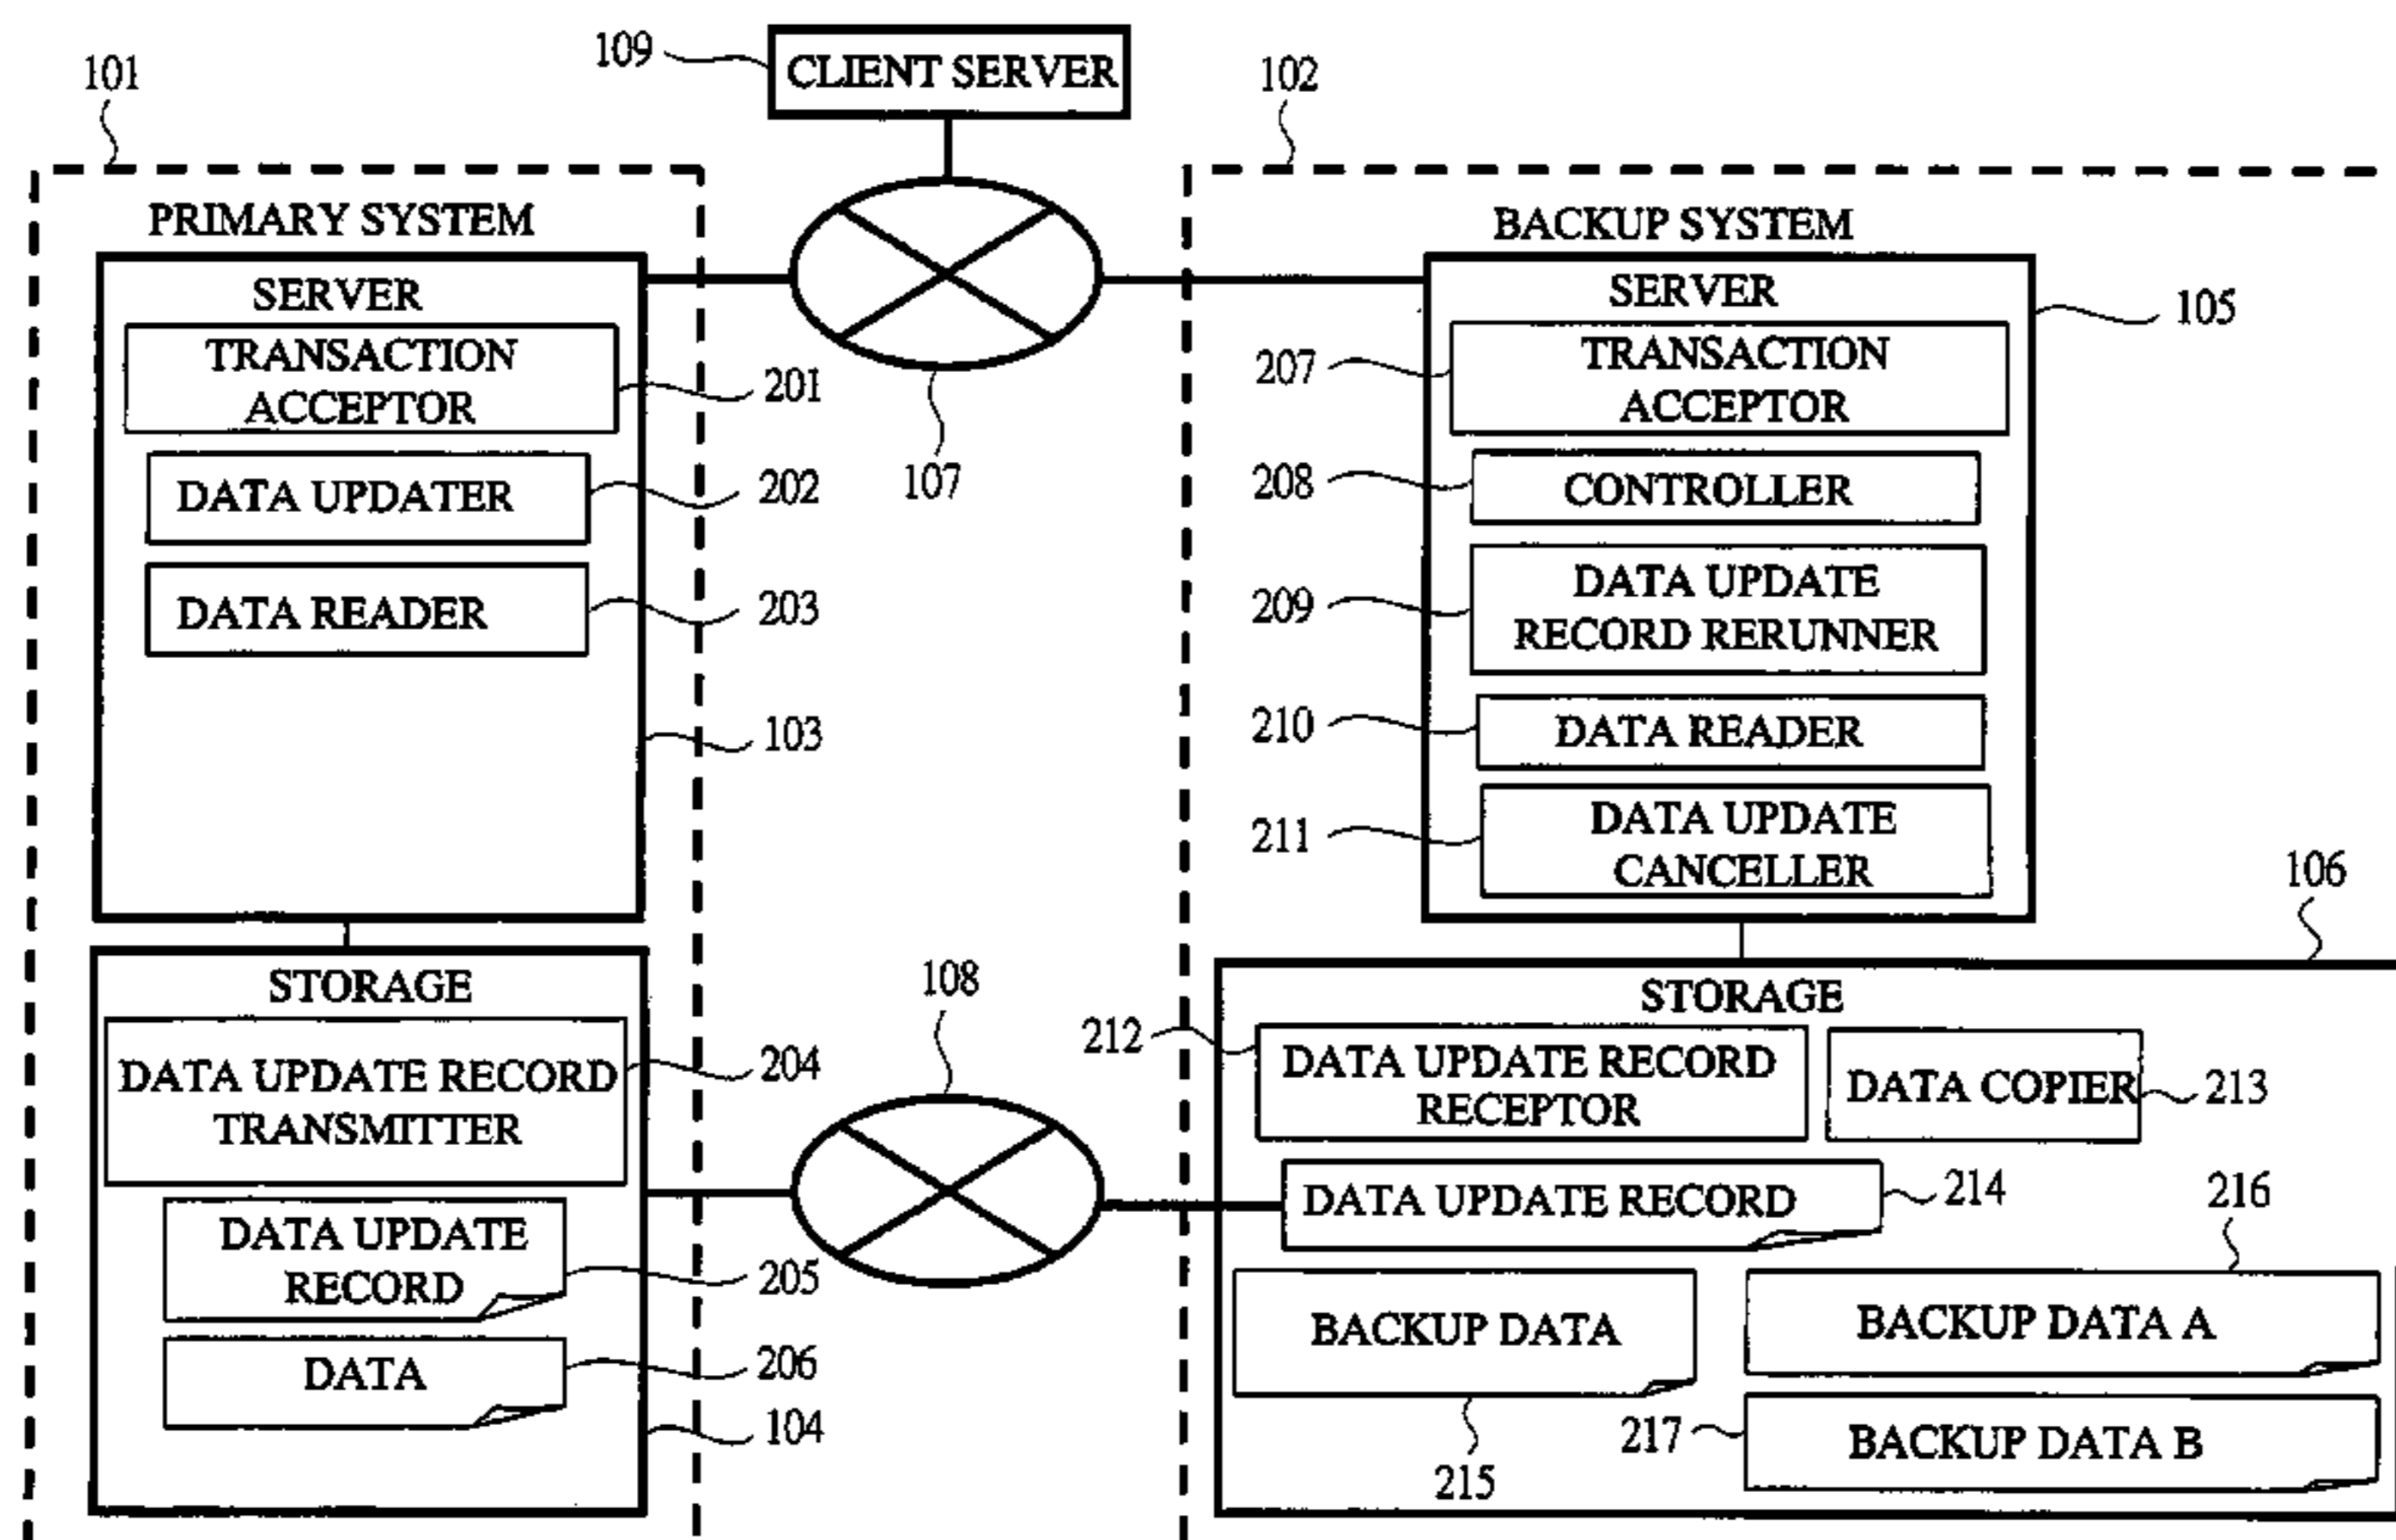 109
CLIENT SERVER
101
PRIMARY SYSTEM
SERVER
TRANSACTION
ACCEPTOR
201
DATA UPDATER
202
DATA READER
203
103
107
STORAGE
DATA UPDATE RECORD
TRANSMITTER
204
DATA UPDATE
RECORD
205
DATA
206
104
108
102
BACKUP SYSTEM
SERVER
105
207
TRANSACTION
ACCEPTOR
208
CONTROLLER
209
DATA UPDATE
RECORD RERUNNER
210
DATA READER
211
DATA UPDATE
CANCELLER
106
STORAGE
212
DATA UPDATE RECORD
RECEPTOR
DATA COPIER
213
DATA UPDATE RECORD
214
216
BACKUP DATA
215
BACKUP DATA A
217
BACKUP DATA B